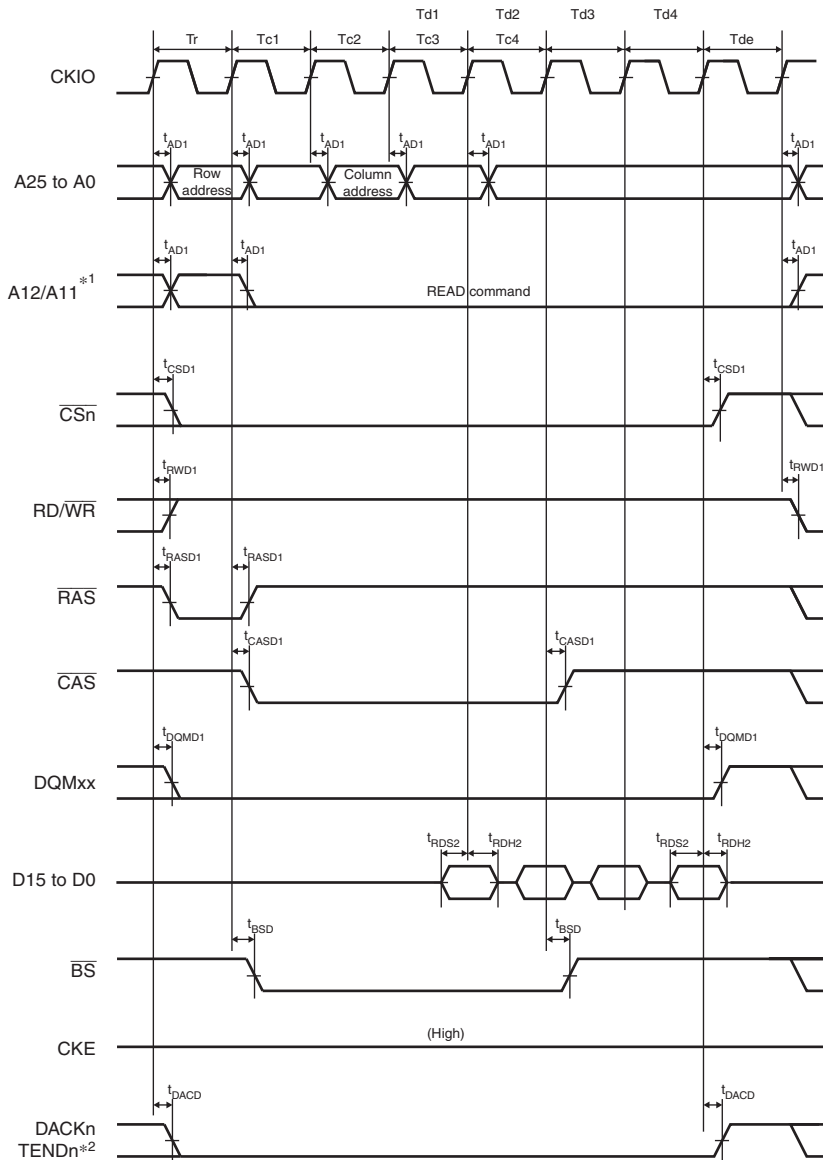 Td1 Td2 Td3 Td4
Tr Tc1 Tc2 Tc3 Tc4 Tde
CKIO
tAD1 tAD1 tAD1 tAD1 tAD1 tAD1
A25 to A0
Row address
Column address
tAD1 tAD1 tAD1
A12/A11*1
READ command
tCSD1 tCSD1
CSn
tRWD1 tRWD1
RD/WR
tRASD1 tRASD1
RAS
tCASD1 tCASD1
CAS
tDQMD1 tDQMD1
DQMxx
tRDS2 tRDH2 tRDS2 tRDH2
D15 to D0
tBSD tBSD
BS
(High)
CKE
tDACD tDACD
DACKn
TENDn*2